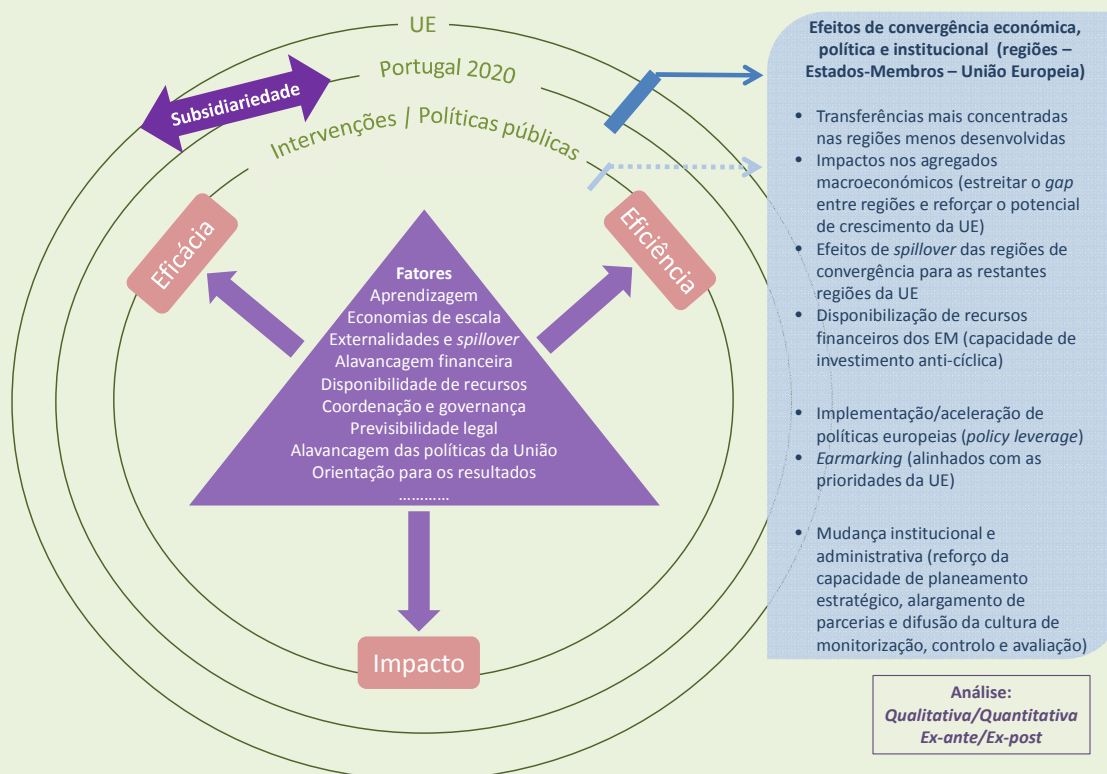 UE
Portugal 2020
Intervenções | Políticas públicas
Subsidiariedade
Eficácia
Eficiência
Fatores
Aprendizagem
Economias de escala
Externalidades e spillover
Alavancagem financeira
Disponibilidade de recursos
Coordenação e governança
Previsibilidade legal
Alavancagem das políticas da União
Orientação para os resultados
…………
Impacto
Efeitos de convergência económica,
política e institucional (regiões –
Estados-Membros – União Europeia)
• Transferências mais concentradas
nas regiões menos desenvolvidas
• Impactos nos agregados
macroeconómicos (estreitar o gap
entre regiões e reforçar o potencial
de crescimento da UE)
• Efeitos de spillover das regiões de
convergência para as restantes
regiões da UE
• Disponibilização de recursos
financeiros dos EM (capacidade de
investimento anti-cíclica)
• Implementação/aceleração de
políticas europeias (policy leverage)
• Earmarking (alinhados com as
prioridades da UE)
• Mudança institucional e
administrativa (reforço da
capacidade de planeamento
estratégico, alargamento de
parcerias e difusão da cultura de
monitorização, controlo e avaliação)
Análise:
Qualitativa/Quantitativa
Ex-ante/Ex-post